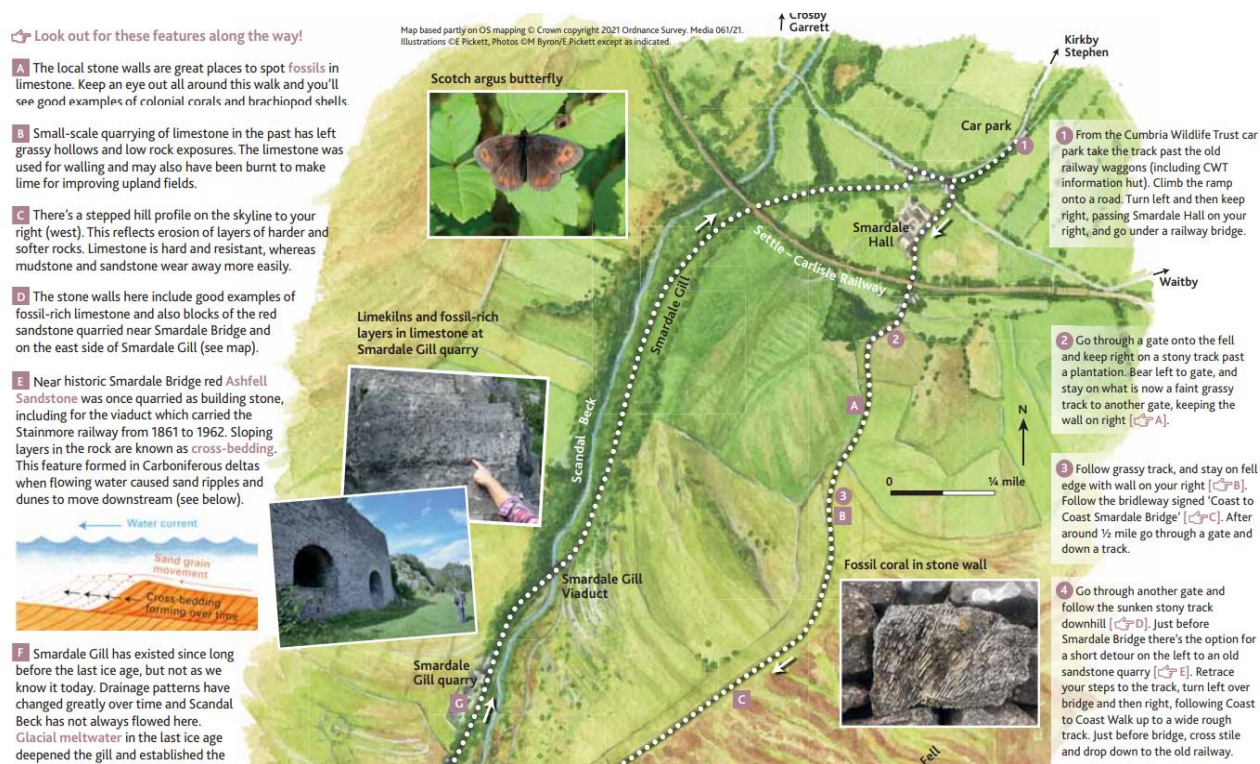 Look out for these features along the way!
A The local stone walls are great places to spot fossils in
limestone. Keep an eye out all around this walk and you'll
see good examples of colonial corals and brachiopod shells.
B Small-scale quarrying of limestone in the past has left
grassy hollows and low rock exposures. The limestone was
used for walling and may also have been burnt to make
lime for improving upland fields.
C There's a stepped hill profile on the skyline to your
right (west). This reflects erosion of layers of harder and
softer rocks. Limestone is hard and resistant, whereas
mudstone and sandstone wear away more easily.
D The stone walls here include good examples of
fossil-rich limestone and also blocks of the red
sandstone quarried near Smardale Bridge and
on the east side of Smardale Gill (see map).
E Near historic Smardale Bridge red Ashfell
Sandstone was once quarried as building stone,
including for the viaduct which carried the
Stainmore railway from 1861 to 1962. Sloping
layers in the rock are known as cross-bedding.
This feature formed in Carboniferous deltas
when flowing water caused sand ripples and
dunes to move downstream (see below).
Water current
Sand grain
movement
Cross-bedding
forming over time
F Smardale Gill has existed since long
before the last ice age, but not as we
know it today. Drainage patterns have
changed greatly over time and Scandal
Beck has not always flowed here.
Glacial meltwater in the last ice age
deepened the gill and established the
Map based partly on OS mapping © Crown copyright 2021 Ordnance Survey. Media 061/21.
Illustrations ©E Pickett, Photos ©M Byron/E Pickett except as indicated.
Crosby
Garrett
Kirkby
Stephen
Scotch argus butterfly
Car park
1
Smardale
Hall
Settle - Carlisle Railway
Waitby
Smardale Gill
Limekilns and fossil-rich
layers in limestone at
Smardale Gill quarry
2
A
Scandal Beck
N
0 ¼ mile
3
B
Smardale Gill
Viaduct
Fossil coral in stone wall
Smardale
Gill quarry
G
C
Fell
1 From the Cumbria Wildlife Trust car
park take the track past the old
railway waggons (including CWT
information hut). Climb the ramp
onto a road. Turn left and then keep
right, passing Smardale Hall on your
right, and go under a railway bridge.
2 Go through a gate onto the fell
and keep right on a stony track past
a plantation. Bear left to gate, and
stay on what is now a faint grassy
track to another gate, keeping the
wall on right [A].
3 Follow grassy track, and stay on fell
edge with wall on your right [B].
Follow the bridleway signed 'Coast to
Coast Smardale Bridge' [C]. After
around ½ mile go through a gate and
down a track.
4 Go through another gate and
follow the sunken stony track
downhill [D]. Just before
Smardale Bridge there's the option for
a short detour on the left to an old
sandstone quarry [E]. Retrace
your steps to the track, turn left over
bridge and then right, following Coast
to Coast Walk up to a wide rough
track. Just before bridge, cross stile
and drop down to the old railway.